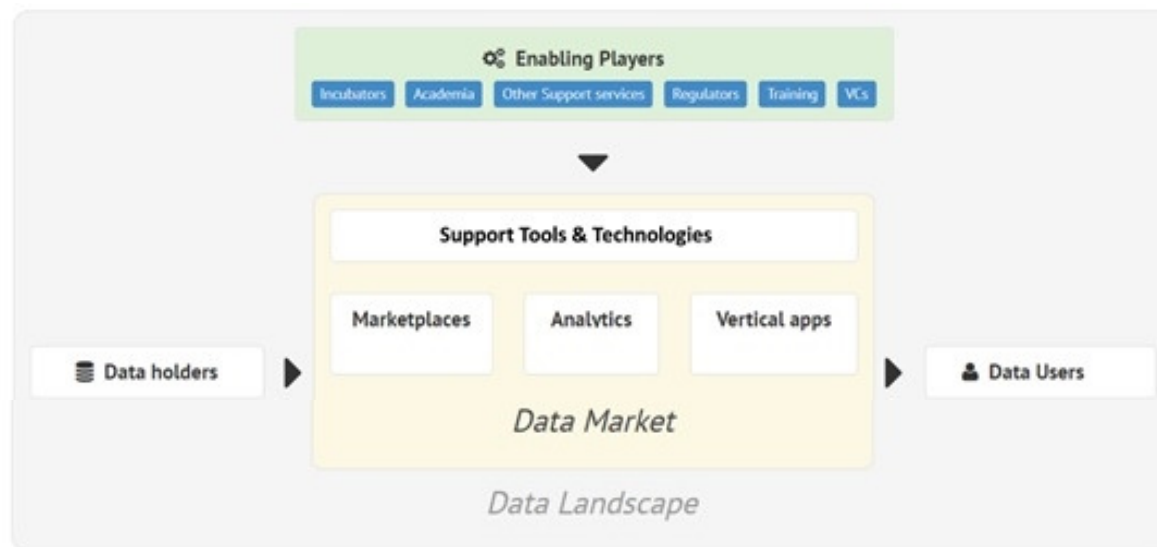 Enabling Players
Incubators Academia Other Support services Regulators Training VCs
Support Tools & Technologies
Marketplaces Analytics Vertical apps
Data holders Data Users
Data Market
Data Landscape